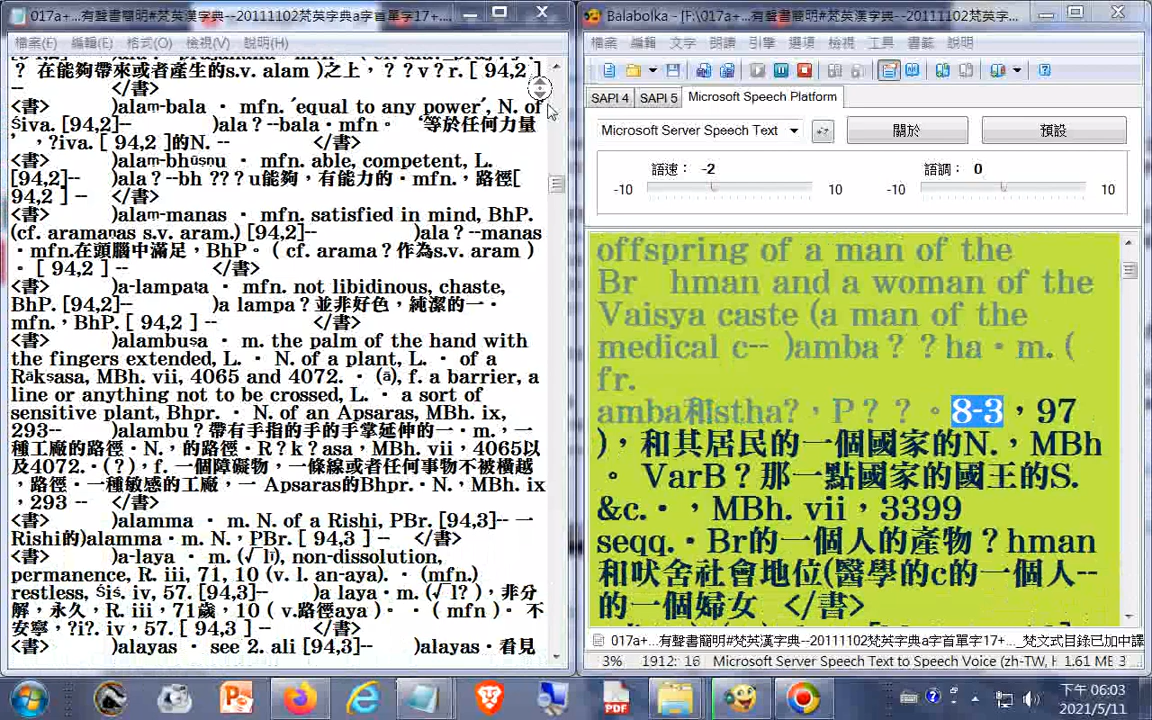 017a+...有聲書簡明#梵英漢字典--20111102梵英字典a字首單字17+...
檔案(E) 編輯(E) 格式(O) 檢視(V) 說明(H)
? 在能夠帶來或者產生的s.v. alam )之上，? ? v ? r. [ 94,2 ]
-- </書>
<書> )alaṃ-bala ‧ mfn. 'equal to any power', N. of
Śiva. [94,2]-- )ala ? --bala ‧ mfn。 ‘等於任何力量
’，?iva. [ 94,2 ]的N. -- </書>
<書> )alaṃ-bhūṣṇu ‧ mfn. able, competent, L.
[94,2]-- )ala ? --bh ? ? ? u能夠，有能力的‧mfn.，路徑[
94,2 ] -- </書>
<書> )alaṃ-manas ‧ mfn. satisfied in mind, BhP.
(cf. aramaṇas s.v. aram.) [94,2]-- )ala ? --manas
‧mfn.在頭腦中滿足，BhP。 ( cf. arama ? 作為s.v. aram )
‧ [ 94,2 ] -- </書>
<書> )a-lampaṭa ‧ mfn. not libidinous, chaste,
BhP. [94,2]-- )a lampa ? 並非好色，純潔的一‧
mfn.，BhP. [ 94,2 ] -- </書>
<書> )alambuṣa ‧ m. the palm of the hand with
the fingers extended, L. ‧ N. of a plant, L. ‧ of a
Rākṣasa, MBh. vii, 4065 and 4072. ‧ (ā), f. a barrier, a
line or anything not to be crossed, L. ‧ a sort of
sensitive plant, Bhpr. ‧ N. of an Apsaras, MBh. ix,
293-- )alambu ? 帶有手指的手的手掌延伸的一‧m.，一
種工廠的路徑‧N.，的路徑‧R ? k ? asa，MBh. vii，4065以
及4072.‧( ? ), f. 一個障礙物，一條線或者任何事物不被橫越
，路徑‧一種敏感的工廠，一 Apsaras的Bhpr.‧N.，MBh. ix
，293 -- </書>
<書> )alamma ‧ m. N. of a Rishi, PBr. [94,3]-- 一
Rishi的)alamma‧m. N.，PBr. [ 94,3 ] -- </書>
<書> )a-laya ‧ m. (√ lī), non-dissolution,
permanence, R. iii, 71, 10 (v. l. an-aya). ‧ (mfn.)
restless, Śiś. iv, 57. [94,3]-- )a laya‧m. (√ l? )，非分
解，永久，R. iii，71歲，10 ( v.路徑aya )‧ ‧( mfn )‧ 不
安寧，?i?. iv，57. [ 94,3 ] -- </書>
<書> )alayas ‧ see 2. ali [94,3]-- )alayas‧看見
Balabolka - [F:\017a+...有聲書簡明#梵英漢字典--20111102梵英字...
檔案 編輯 文字 朗讀 引擎 選項 檢視 工具 書籤 說明
SAPI 4 SAPI 5 Microsoft Speech Platform
Microsoft Server Speech Text 關於 預設
語速： -2 語調： 0
-10 10 -10 10
offspring of a man of the
Br hman and a woman of the
Vaisya caste (a man of the
medical c-- )amba ? ? ha‧m. (
fr.
amba和stha?，P ? ? 。8-3，97
)，和其居民的一個國家的N.，MBh
。 VarB ? 那一點國家的國王的S.
&c.‧，MBh. vii，3399
seqq.‧Br的一個人的產物 ? hman
和吠舍社會地位(醫學的c的一個人--
的一個婦女 </書>
017a+...有聲書簡明#梵英漢字典--20111102梵英字典a字首單字17+..._梵文式目錄已加中譯
3% 1912: 16 Microsoft Server Speech Text to Speech Voice (zh-TW, H 1.61 MB 3
下午 06:03
2021/5/11